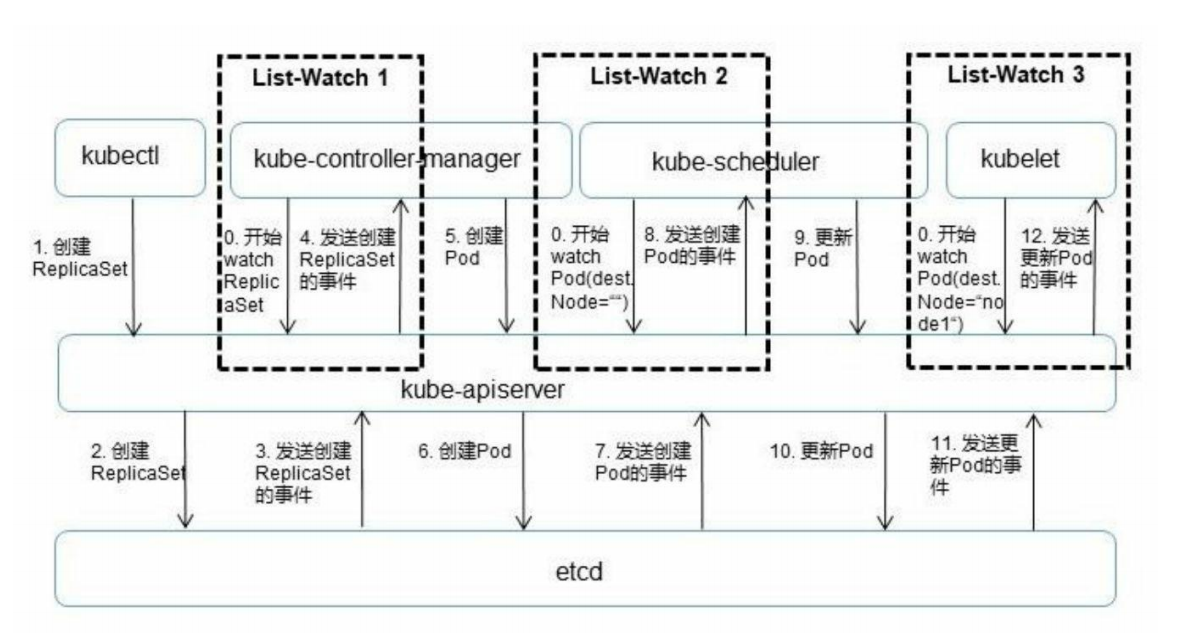 List-Watch 1
List-Watch 2
List-Watch 3
kubectl
kube-controller-manager
kube-scheduler
kubelet
1. 创建
ReplicaSet
0. 开始
watch
Replic
aSet
4. 发送创建
ReplicaSet
的事件
5. 创建
Pod
0. 开始
watch
Pod(dest.
Node="")
8. 发送创建
Pod的事件
9. 更新
Pod
0. 开始
watch
Pod(dest.
Node="no
de1")
12. 发送
更新Pod
的事件
kube-apiserver
2. 创建
ReplicaSet
3. 发送创建
ReplicaSet
的事件
6. 创建Pod
7. 发送创建
Pod的事件
10. 更新Pod
11. 发送更
新Pod的事
件
etcd